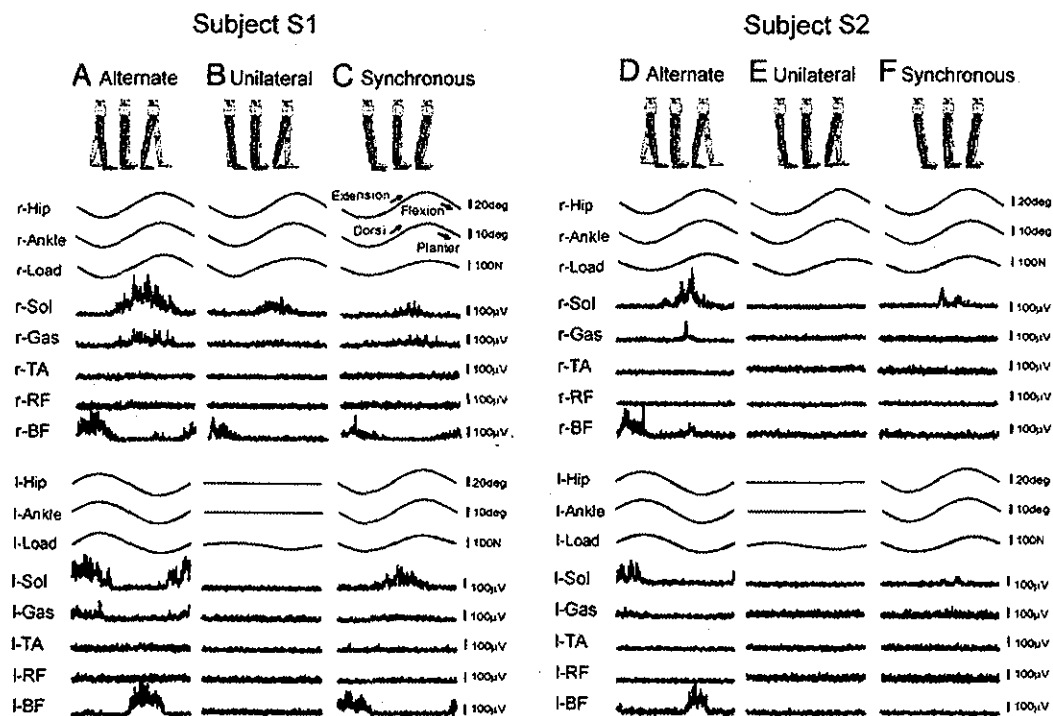 Subject S1 Subject S2
A Alternate B Unilateral C Synchronous D Alternate E Unilateral F Synchronous
r-Hip Extension Flexion 20deg r-Hip 20deg
r-Ankle Dorsi Planter 10deg r-Ankle 10deg
r-Load 100N r-Load 100N
r-Sol 100μV r-Sol 100μV
r-Gas 100μV r-Gas 100μV
r-TA 100μV r-TA 100μV
r-RF 100μV r-RF 100μV
r-BF 100μV r-BF 100μV
l-Hip 20deg l-Hip 20deg
l-Ankle 10deg l-Ankle 10deg
l-Load 100N l-Load 100N
l-Sol 100μV l-Sol 100μV
l-Gas 100μV l-Gas 100μV
l-TA 100μV l-TA 100μV
l-RF 100μV l-RF 100μV
l-BF 100μV l-BF 100μV